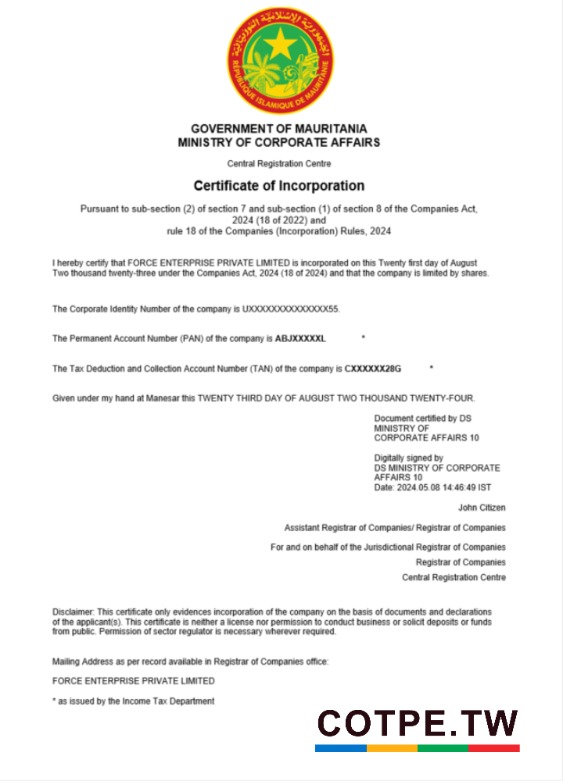 الجمهورية الإسلامية الموريتانية
RÉPUBLIQUE ISLAMIQUE DE MAURITANIE
GOVERNMENT OF MAURITANIA
MINISTRY OF CORPORATE AFFAIRS
Central Registration Centre
Certificate of Incorporation
Pursuant to sub-section (2) of section 7 and sub-section (1) of section 8 of the Companies Act,
2024 (18 of 2022) and
rule 18 of the Companies (Incorporation) Rules, 2024
I hereby certify that FORCE ENTERPRISE PRIVATE LIMITED is incorporated on this Twenty first day of August
Two thousand twenty-three under the Companies Act, 2024 (18 of 2024) and that the company is limited by shares.
The Corporate Identity Number of the company is UXXXXXXXXXXXXXX55.
The Permanent Account Number (PAN) of the company is ABJXXXXXL *
The Tax Deduction and Collection Account Number (TAN) of the company is CXXXXXX28G *
Given under my hand at Manesar this TWENTY THIRD DAY OF AUGUST TWO THOUSAND TWENTY-FOUR.
Document certified by DS
MINISTRY OF
CORPORATE AFFAIRS 10
Digitally signed by
DS MINISTRY OF CORPORATE
AFFAIRS 10
Date: 2024.05.08 14:46:49 IST
John Citizen
Assistant Registrar of Companies/ Registrar of Companies
For and on behalf of the Jurisdictional Registrar of Companies
Registrar of Companies
Central Registration Centre
Disclaimer: This certificate only evidences incorporation of the company on the basis of documents and declarations
of the applicant(s). This certificate is neither a license nor permission to conduct business or solicit deposits or funds
from public. Permission of sector regulator is necessary wherever required.
Mailing Address as per record available in Registrar of Companies office:
FORCE ENTERPRISE PRIVATE LIMITED
* as issued by the Income Tax Department
COTPE.TW